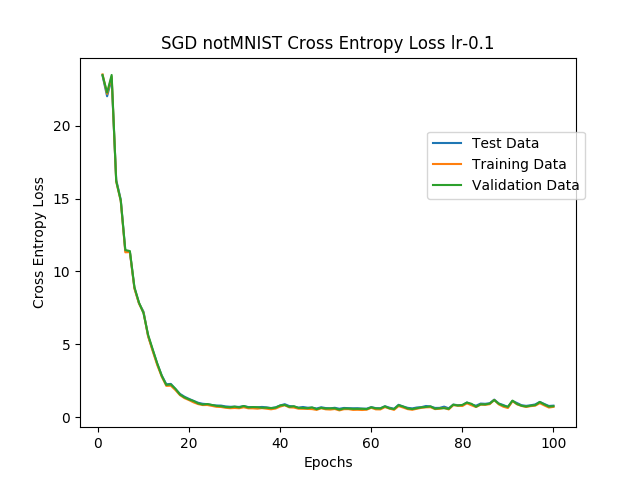 SGD notMNIST Cross Entropy Loss lr-0.1
Cross Entropy Loss
20
15
10
5
0
Test Data
Training Data
Validation Data
0 20 40 60 80 100
Epochs